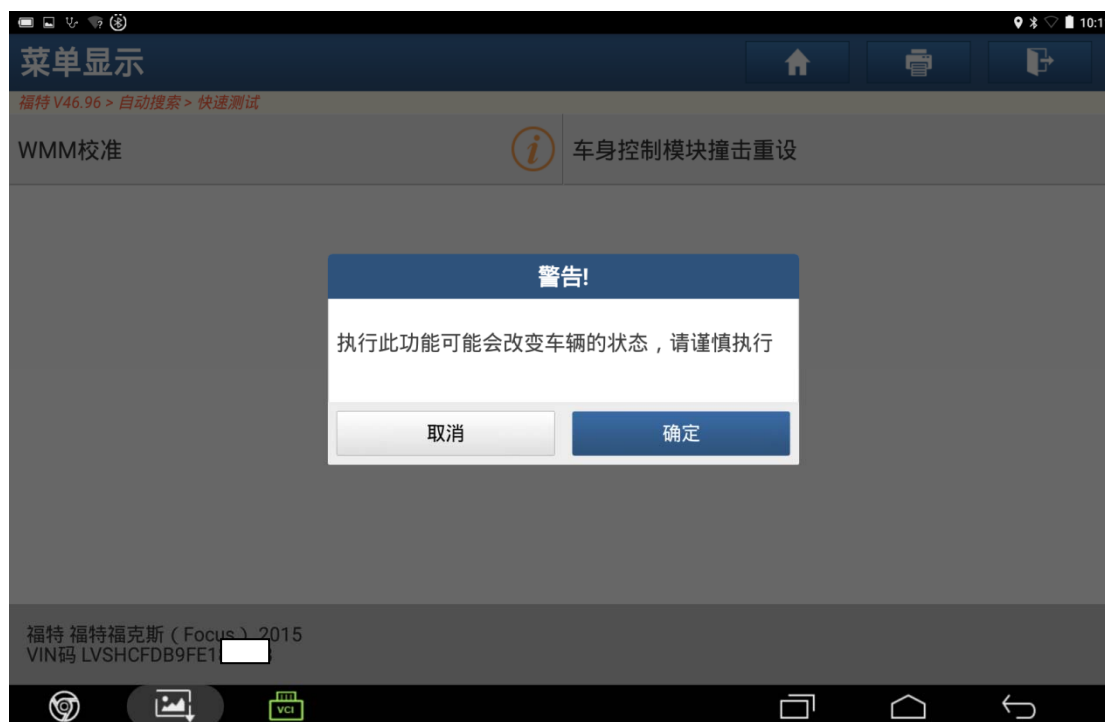 10:1
菜单显示
福特 V46.96 > 自动搜索 > 快速测试
WMM校准
车身控制模块撞击重设
警告!
执行此功能可能会改变车辆的状态，请谨慎执行
取消
确定
福特 福特福克斯（Focus） 2015
VIN码 LVSHCFDB9FE1
VCI